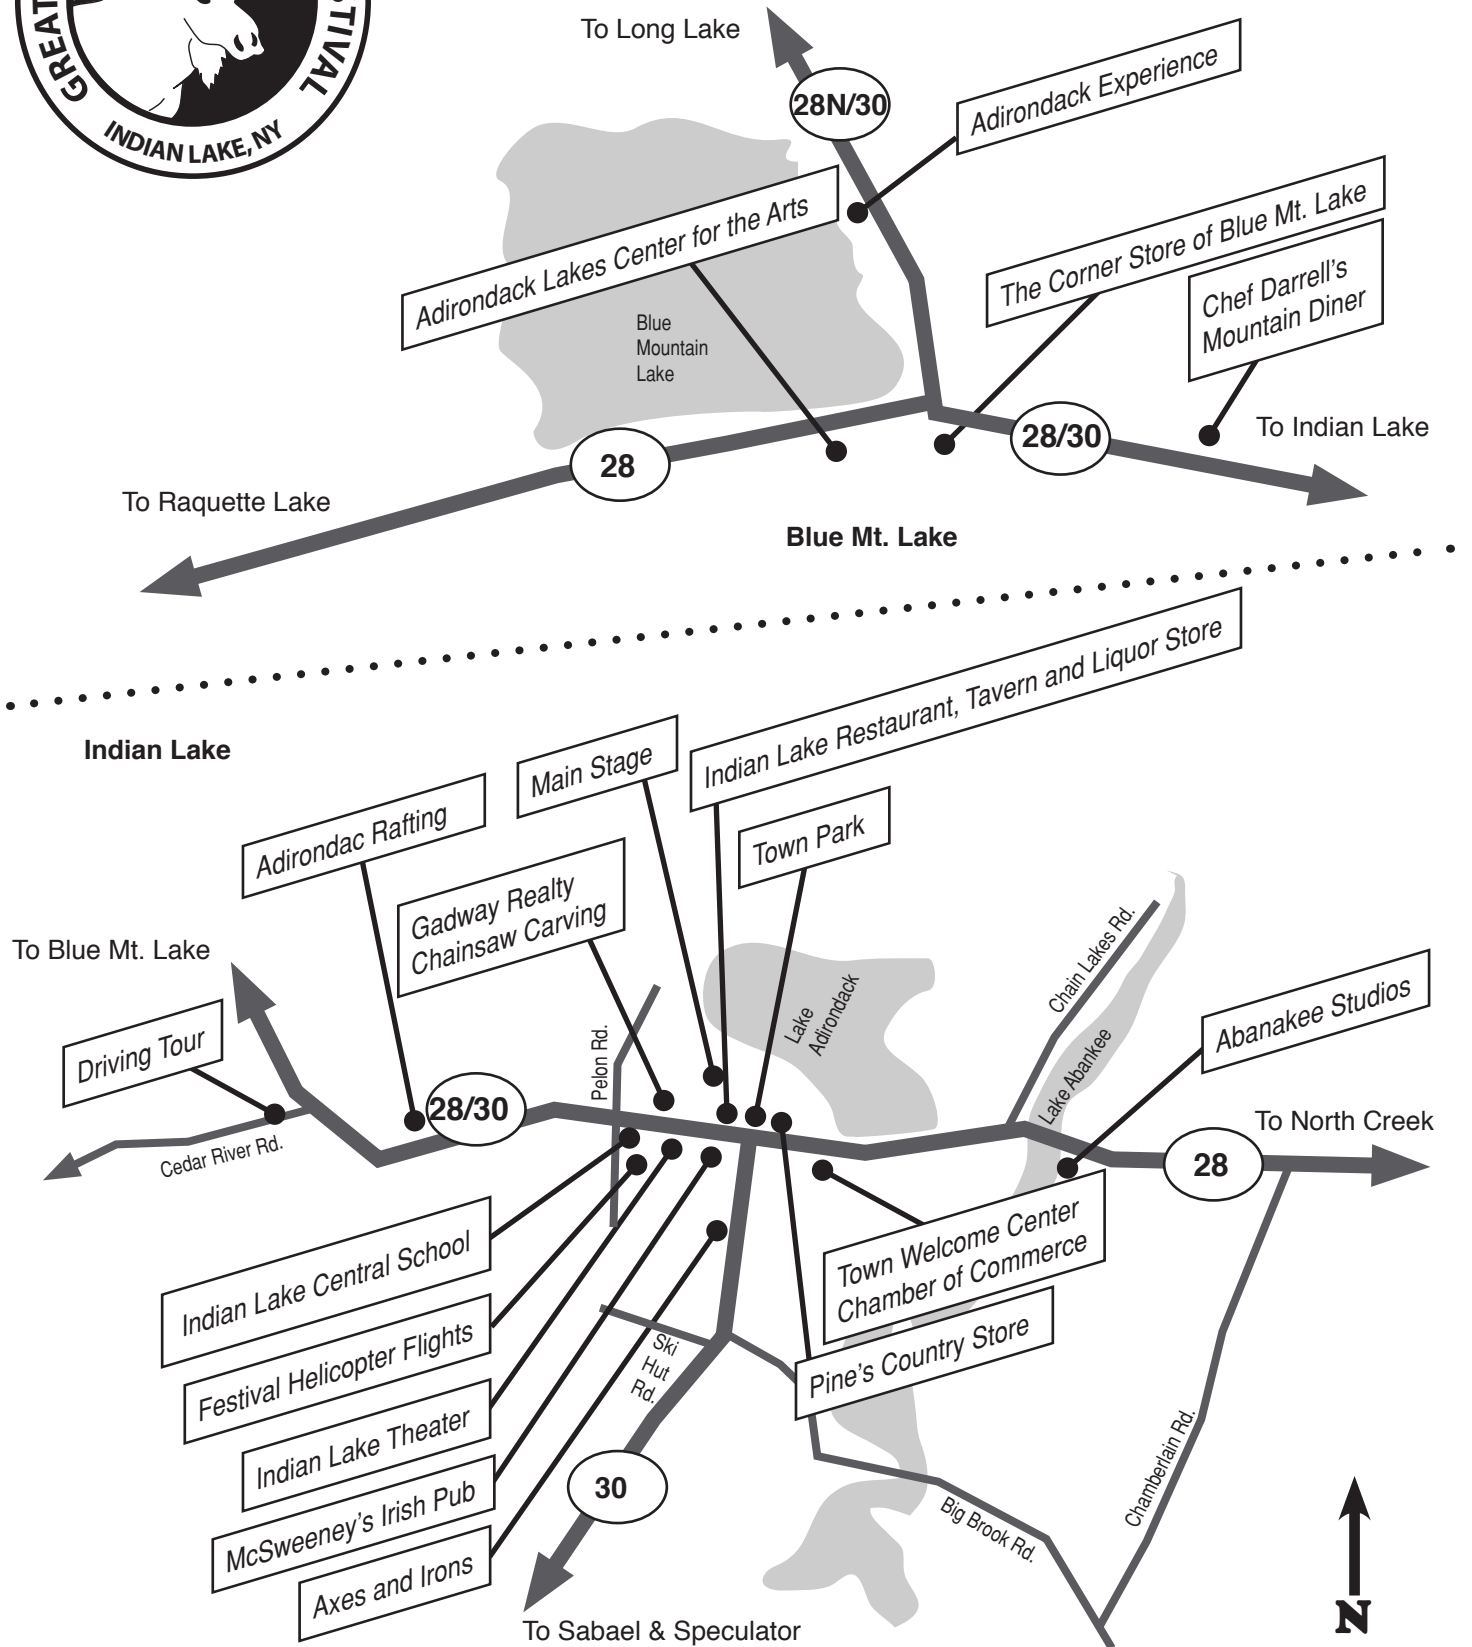 GREAT
STIVAL
INDIAN LAKE, NY
To Long Lake
28N/30
Adirondack Experience
Adirondack Lakes Center for the Arts
The Corner Store of Blue Mt. Lake
Chef Darrell's
Mountain Diner
Blue
Mountain
Lake
28/30
To Indian Lake
28
To Raquette Lake
Blue Mt. Lake
Indian Lake
Indian Lake Restaurant, Tavern and Liquor Store
Main Stage
Town Park
Adirondac Rafting
Gadway Realty
Chainsaw Carving
To Blue Mt. Lake
Driving Tour
Cedar River Rd.
28/30
Pelon Rd.
Lake
Adirondack
Chain Lakes Rd.
Lake Abankee
Abanakee Studios
To North Creek
28
Indian Lake Central School
Festival Helicopter Flights
Indian Lake Theater
McSweeney's Irish Pub
Axes and Irons
Town Welcome Center
Chamber of Commerce
Pine's Country Store
Ski
Hut
Rd.
30
Big Brook Rd.
Chamberlain Rd.
To Sabael & Speculator
N